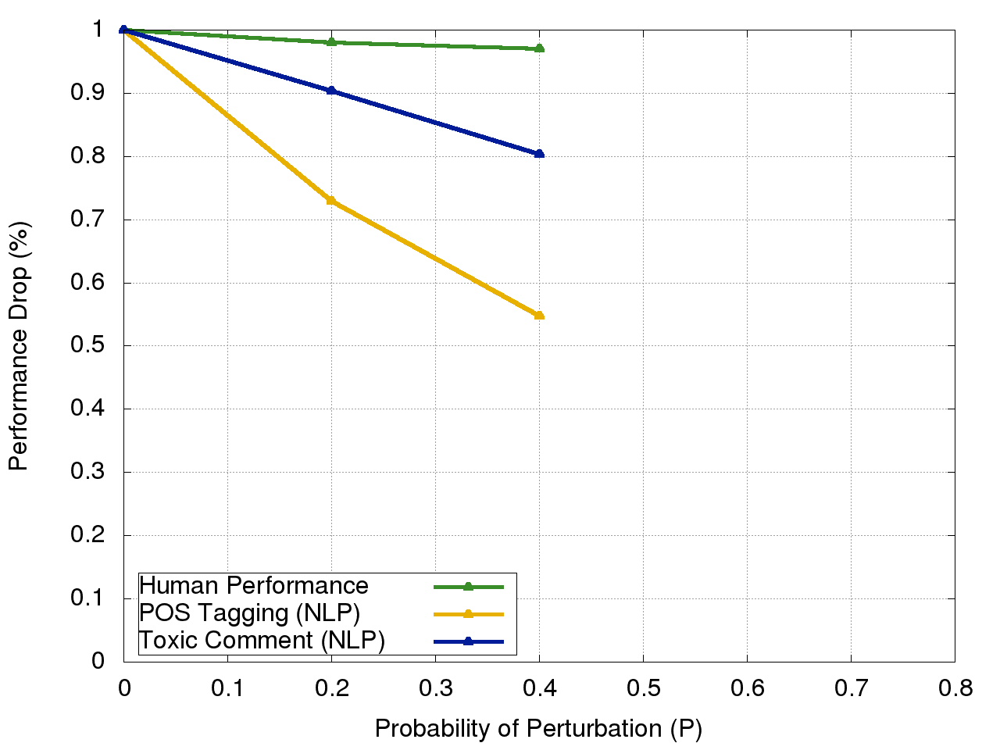 1
0.9
0.8
0.7
0.6
0.5
0.4
0.3
0.2
0.1
0
Performance Drop (%)
Human Performance
POS Tagging (NLP)
Toxic Comment (NLP)
0 0.1 0.2 0.3 0.4 0.5 0.6 0.7 0.8
Probability of Perturbation (P)